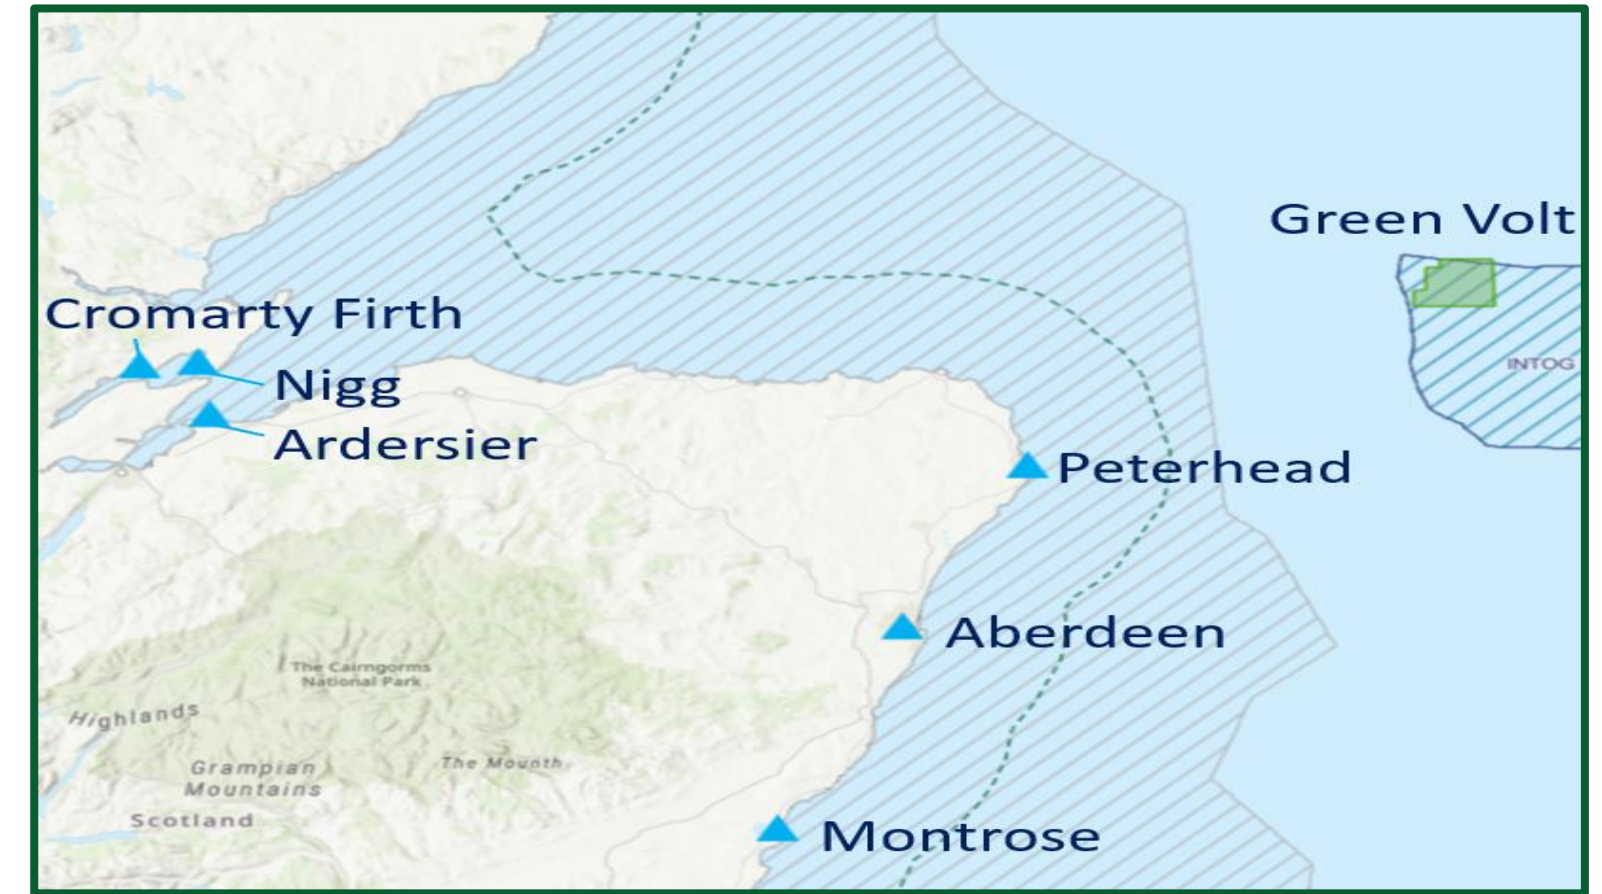 Green Volt
Cromarty Firth
Nigg
INTOG
Ardersier
Peterhead
Aberdeen
The Cairngorms
National Park
Highlands
Grampian
Mountains
The Mounth
Scotland
Montrose